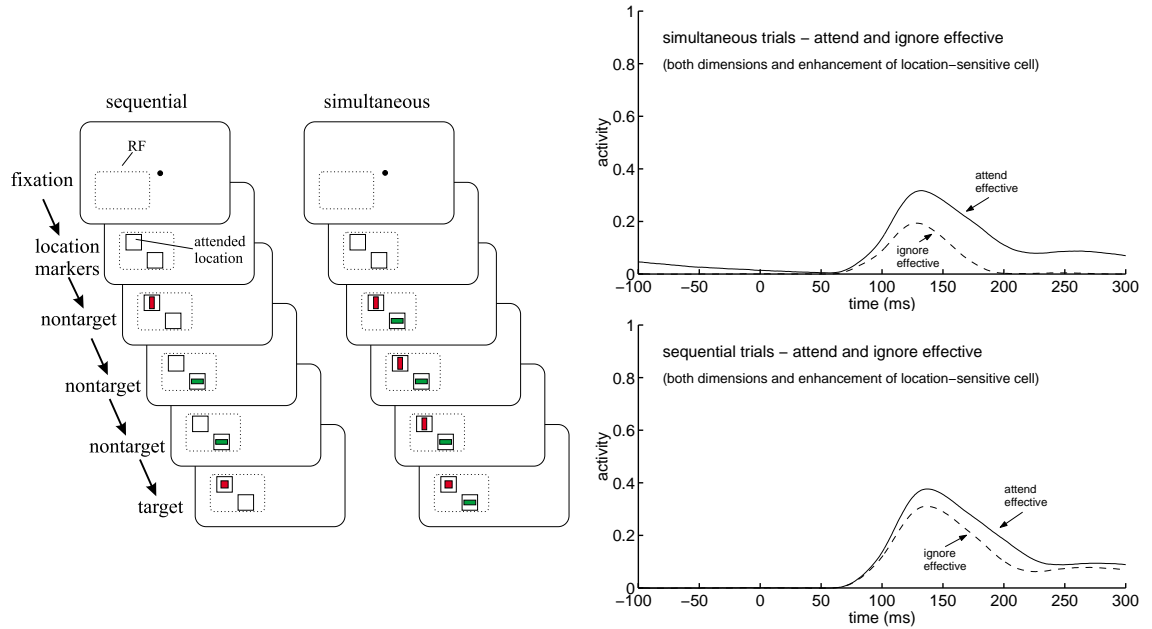 sequential
simultaneous
RF
fixation
location
markers
attended
location
nontarget
nontarget
nontarget
target
simultaneous trials − attend and ignore effective
(both dimensions and enhancement of location−sensitive cell)
activity
1
0.8
0.6
0.4
0.2
0
attend
effective
ignore
effective
−100 −50 0 50 100 150 200 250 300
time (ms)
sequential trials − attend and ignore effective
(both dimensions and enhancement of location−sensitive cell)
activity
1
0.8
0.6
0.4
0.2
0
attend
effective
ignore
effective
−100 −50 0 50 100 150 200 250 300
time (ms)